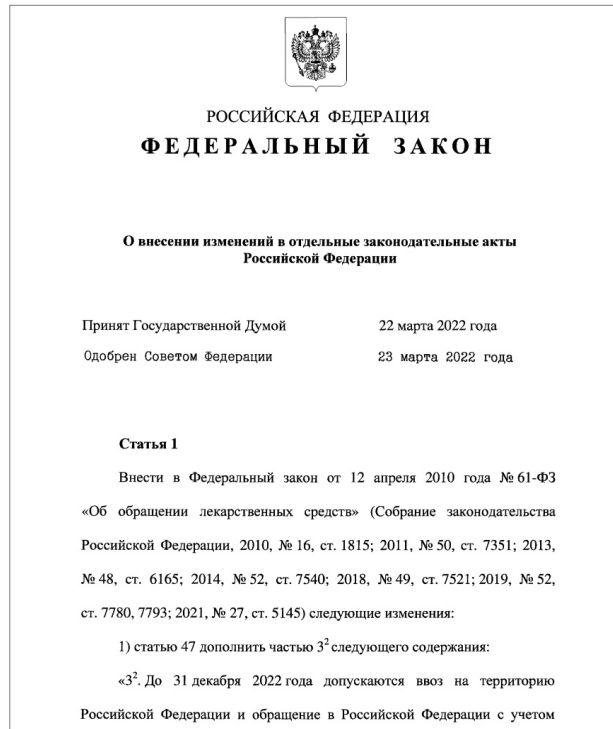 РОССИЙСКАЯ ФЕДЕРАЦИЯ
ФЕДЕРАЛЬНЫЙ ЗАКОН
О внесении изменений в отдельные законодательные акты
Российской Федерации
Принят Государственной Думой 22 марта 2022 года
Одобрен Советом Федерации 23 марта 2022 года
Статья 1
Внести в Федеральный закон от 12 апреля 2010 года № 61-ФЗ
«Об обращении лекарственных средств» (Собрание законодательства
Российской Федерации, 2010, № 16, ст. 1815; 2011, № 50, ст. 7351; 2013,
№ 48, ст. 6165; 2014, № 52, ст. 7540; 2018, № 49, ст. 7521; 2019, № 52,
ст. 7780, 7793; 2021, № 27, ст. 5145) следующие изменения:
1) статью 47 дополнить частью 3² следующего содержания:
«3². До 31 декабря 2022 года допускаются ввоз на территорию
Российской Федерации и обращение в Российской Федерации с учетом